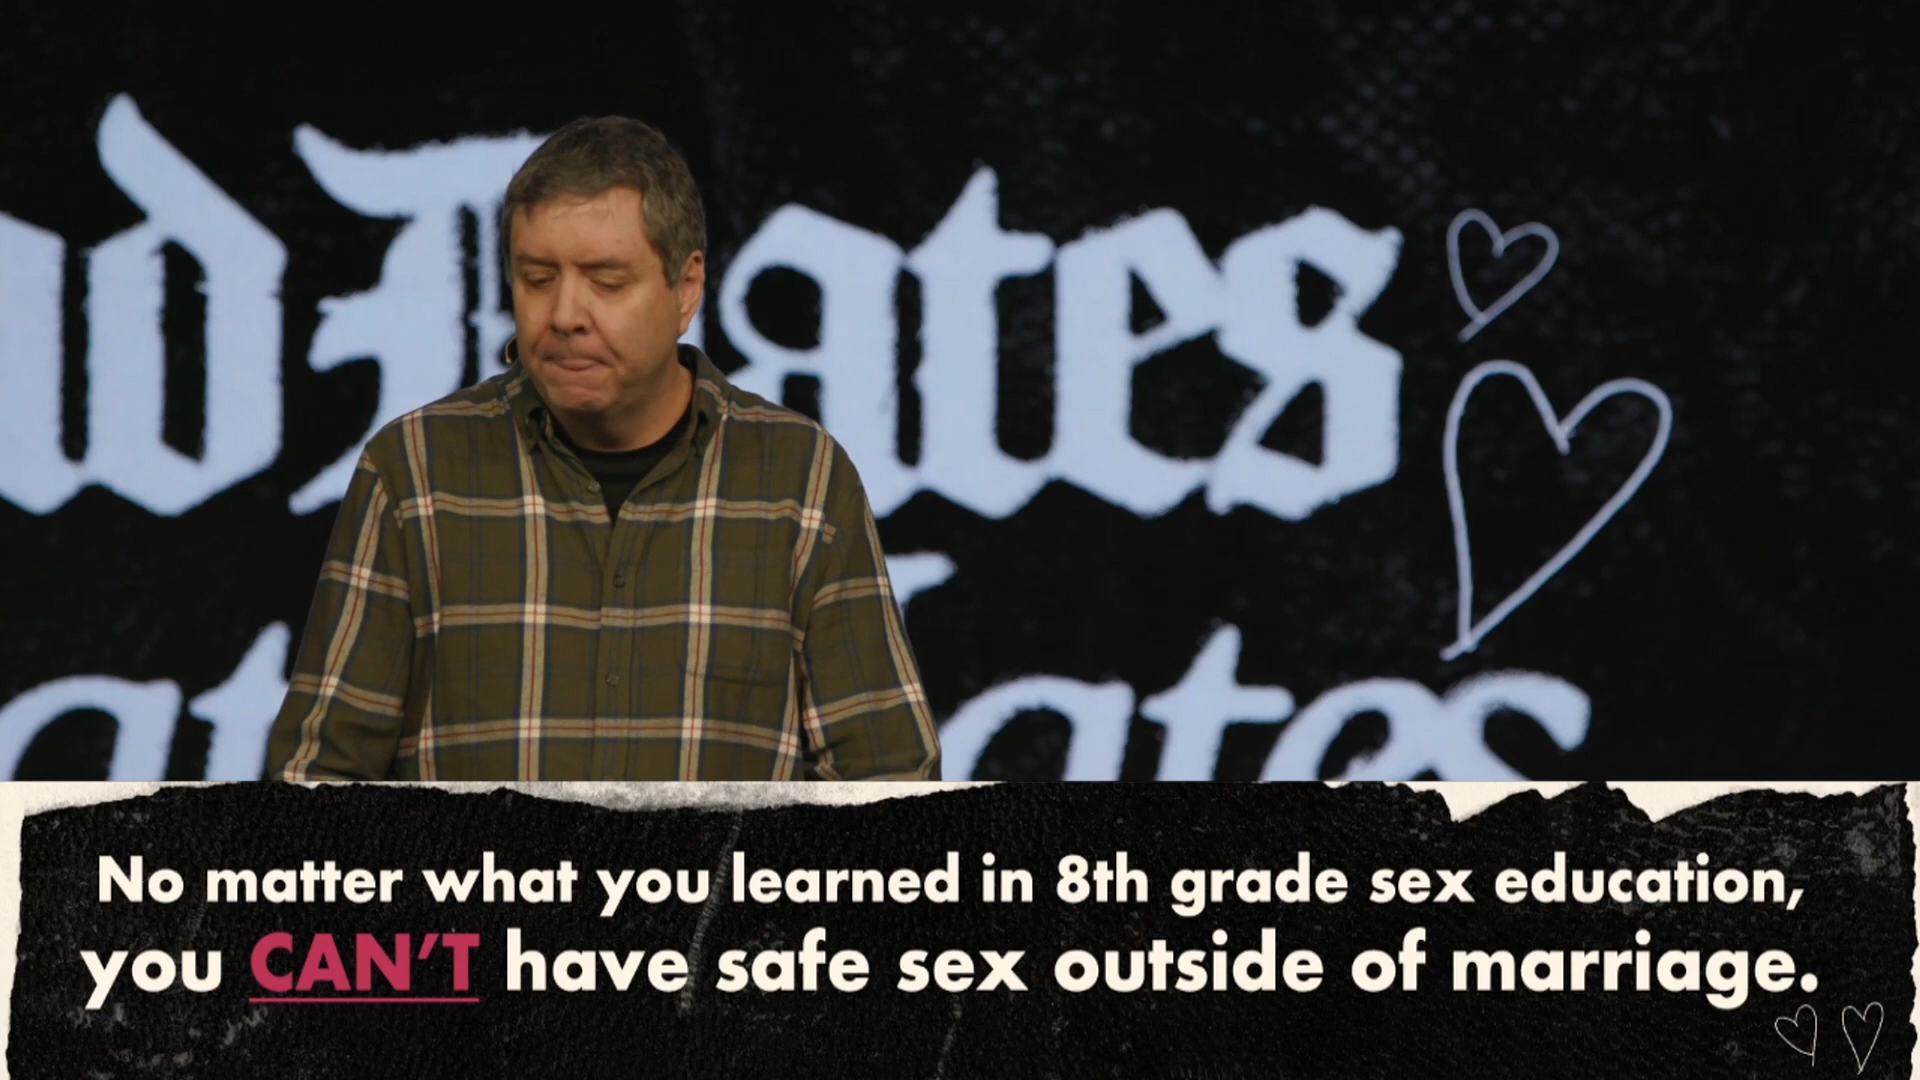 No matter what you learned in 8th grade sex education,
you CAN'T have safe sex outside of marriage.